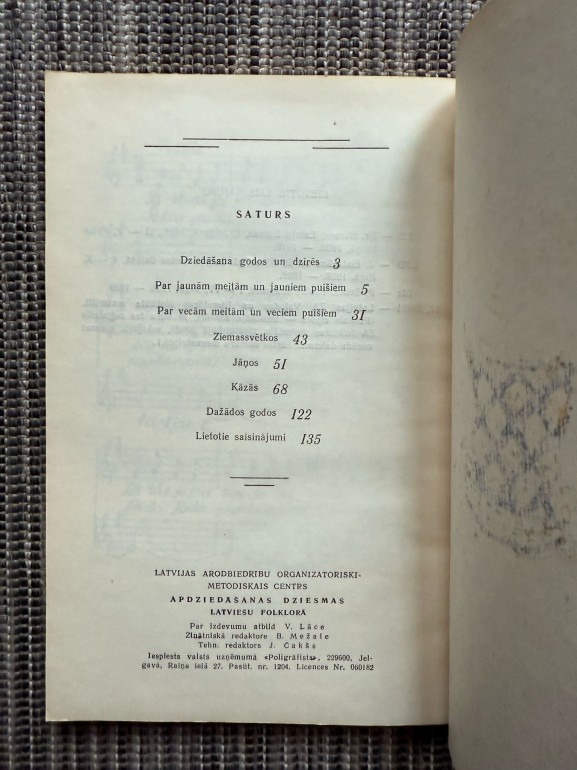 SATURS
Dziedāšana godos un dzīrēs 3
Par jaunām meitām un jauniem puišiem 5
Par vecām meitām un veciem puišiem 31
Ziemassvētkos 43
Jāņos 51
Kāzās 68
Dažādos godos 122
Lietotie saīsinājumi 135
LATVIJAS ARODBIEDRĪBU ORGANIZATORISKI-
METODISKAIS CENTRS
APDZIEDĀŠANAS DZIESMAS
LATVIEŠU FOLKLORĀ
Par izdevumu atbild V. Lāce
Zinātniskā redaktore B. Mežale
Tehn. redaktors J. Čakša
Iespiests valsts uzņēmumā «Poligrāfists», 229600, Jel-
gavā, Raiņa ielā 27. Pasūt. nr. 1204. Licences Nr. 060182